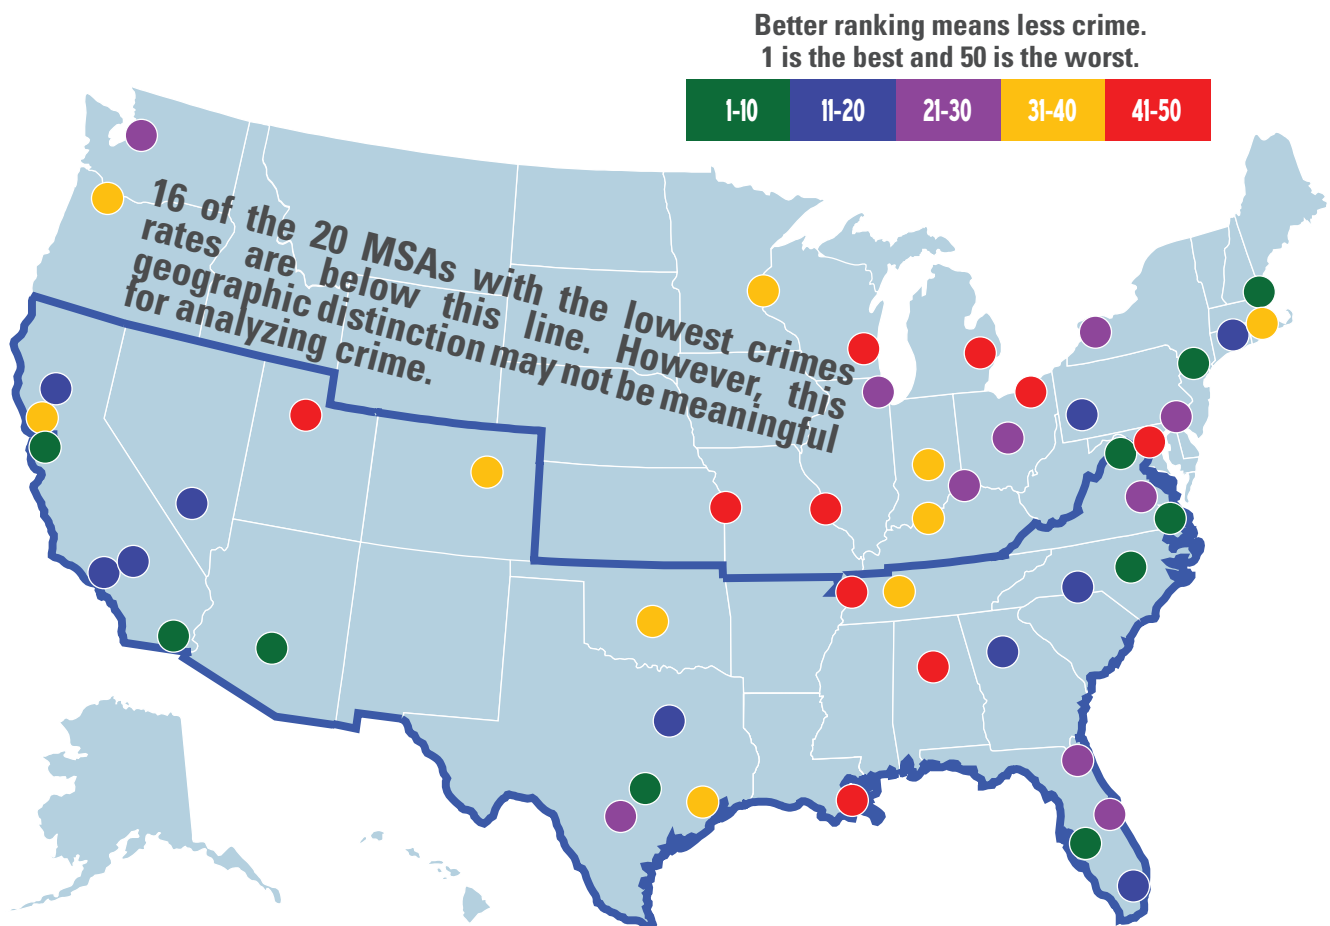 Better ranking means less crime.
1 is the best and 50 is the worst.
1-10 11-20 21-30 31-40 41-50
16 of the 20 MSAs with the lowest crimes
rates are below this line. However, this
geographic distinction may not be meaningful
for analyzing crime.